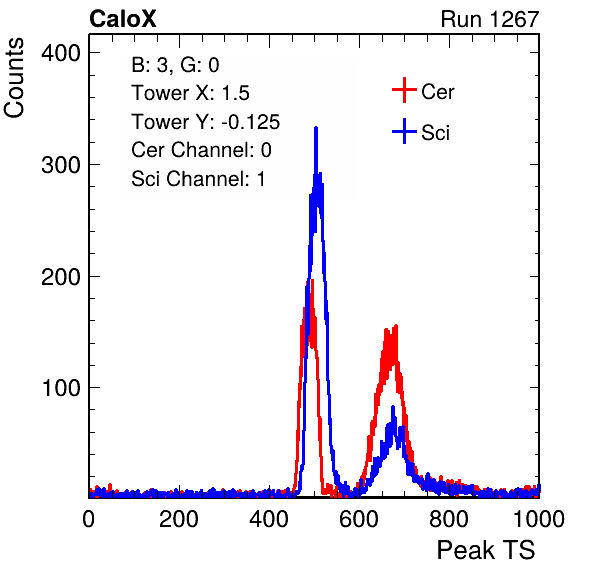 CaloX
Run 1267
Counts
400
300
200
100
B: 3, G: 0
Tower X: 1.5
Tower Y: -0.125
Cer Channel: 0
Sci Channel: 1
Cer
Sci
0 200 400 600 800 1000
Peak TS